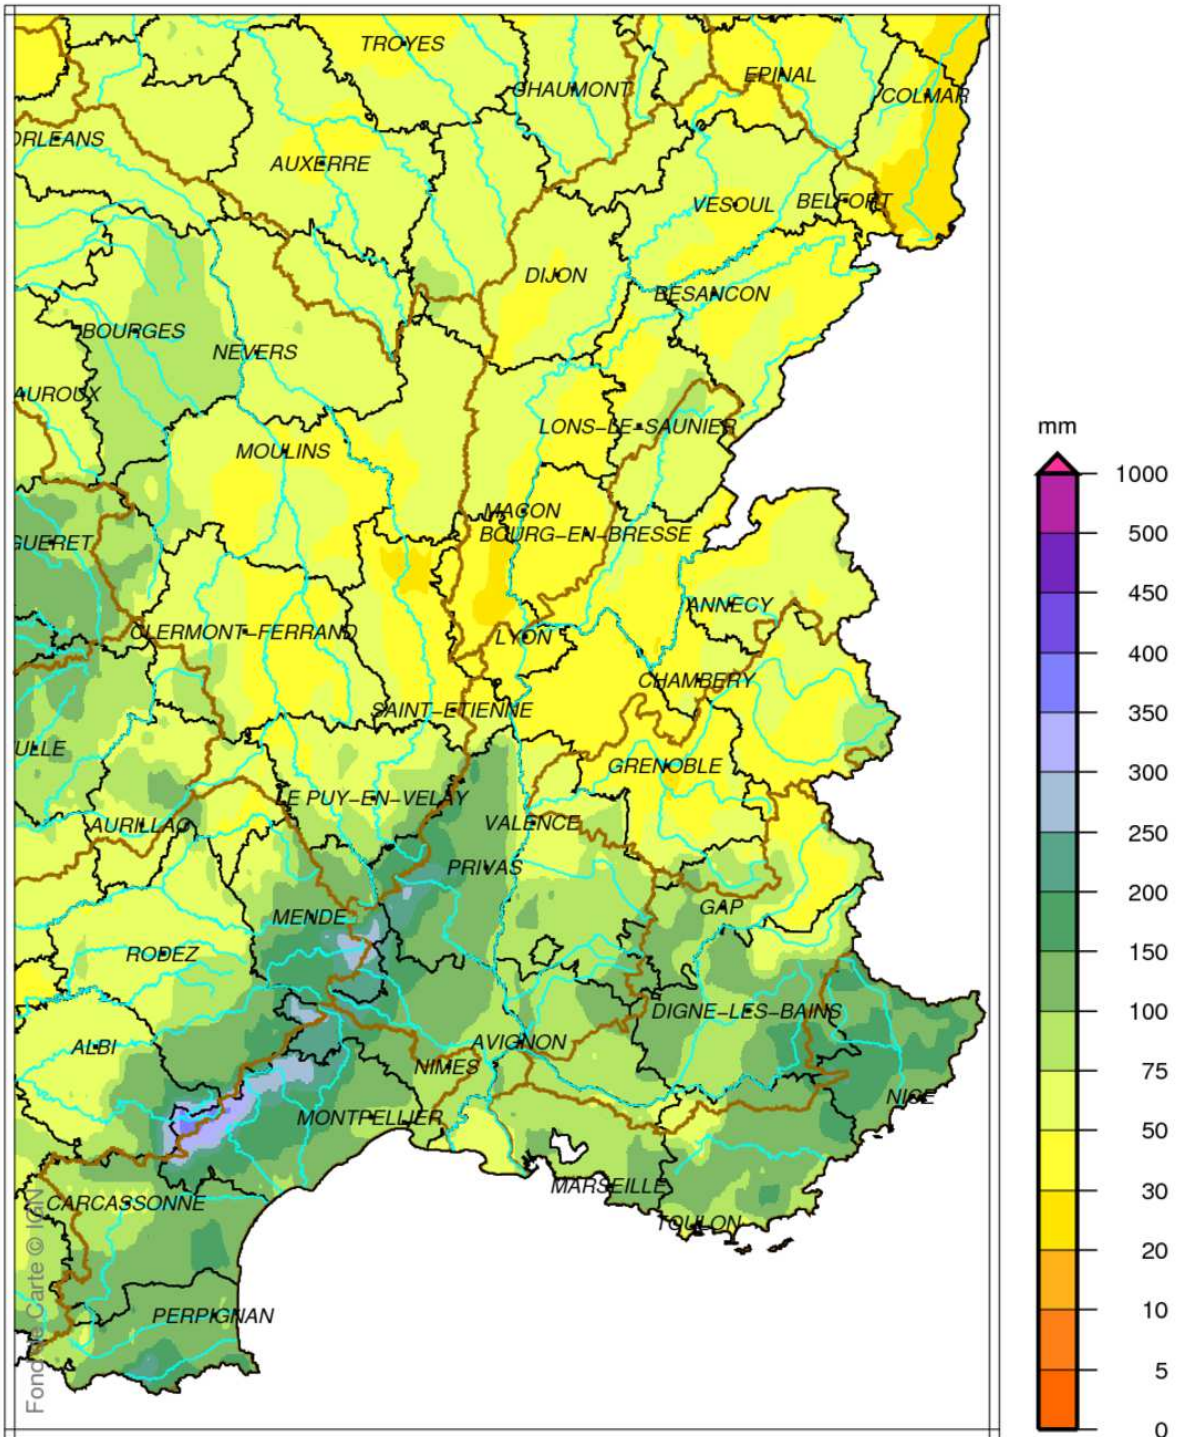 TROYES
CHAUMONT
EPINAL
COLMAR
ORLEANS
AUXERRE
VESOUL
BELFORT
DIJON
BESANCON
BOURGES
NEVERS
AUROUX
LONS-LE-SAUNIER
MOULINS
MACON
BOURG-EN-BRESSE
GUERET
ANNECY
CLERMONT-FERRAND
LYON
CHAMBERY
SAINT-ETIENNE
ULLE
GRENOBLE
LE PUY-EN-VELAY
AURILLAC
VALENCE
PRIVAS
MENDE
GAP
RODEZ
DIGNE-LES-BAINS
ALBI
AVIGNON
NIMES
NICE
MONTPELLIER
MARSEILLE
CARCASSONNE
TOULON
PERPIGNAN
Fond de Carte © IGN
mm
1000
500
450
400
350
300
250
200
150
100
75
50
30
20
10
5
0